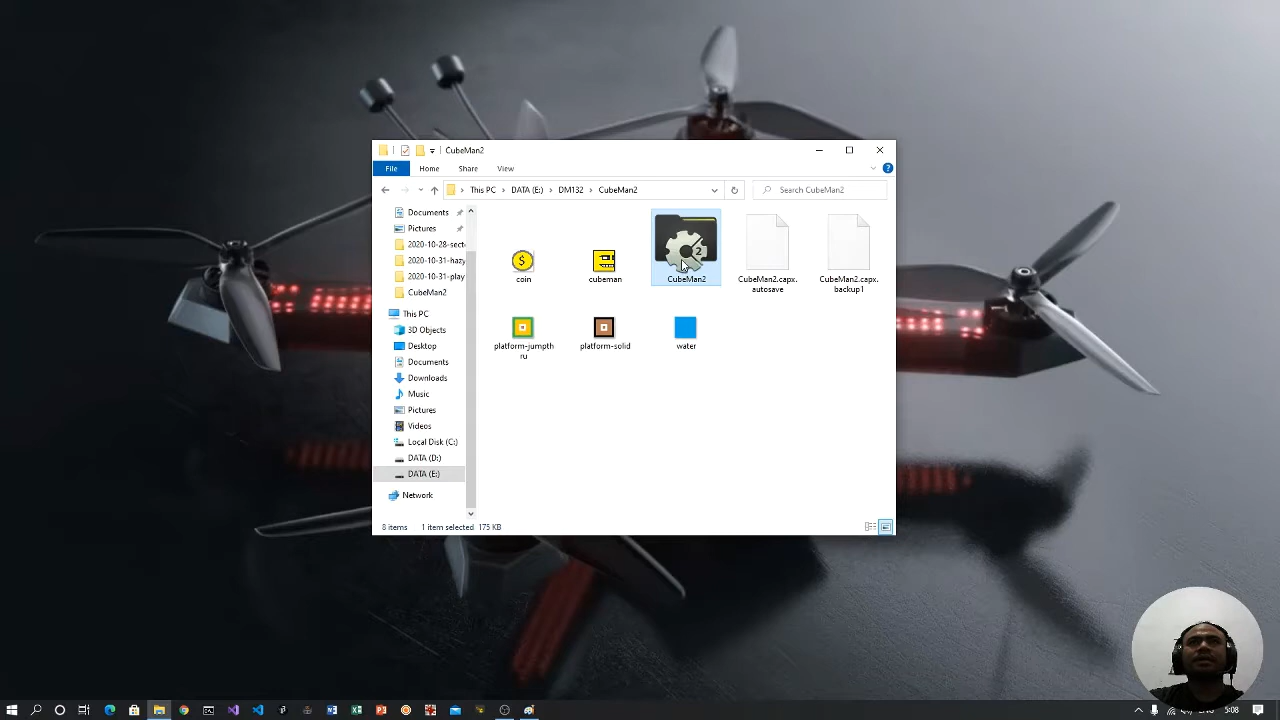 CubeMan2
File
Home
Share
View
This PC
DATA (E:)
DM132
CubeMan2
Search CubeMan2
Documents
Pictures
2020-10-28-sect
2020-10-31-hazy
2020-10-31-play
CubeMan2
This PC
3D Objects
Desktop
Documents
Downloads
Music
Pictures
Videos
Local Disk (C:)
DATA (D:)
DATA (E:)
Network
coin
cubeman
CubeMan2
CubeMan2.capx.
autosave
CubeMan2.capx.
backup1
platform-jumpth
ru
platform-solid
water
8 items
1 item selected 175 KB
5:08